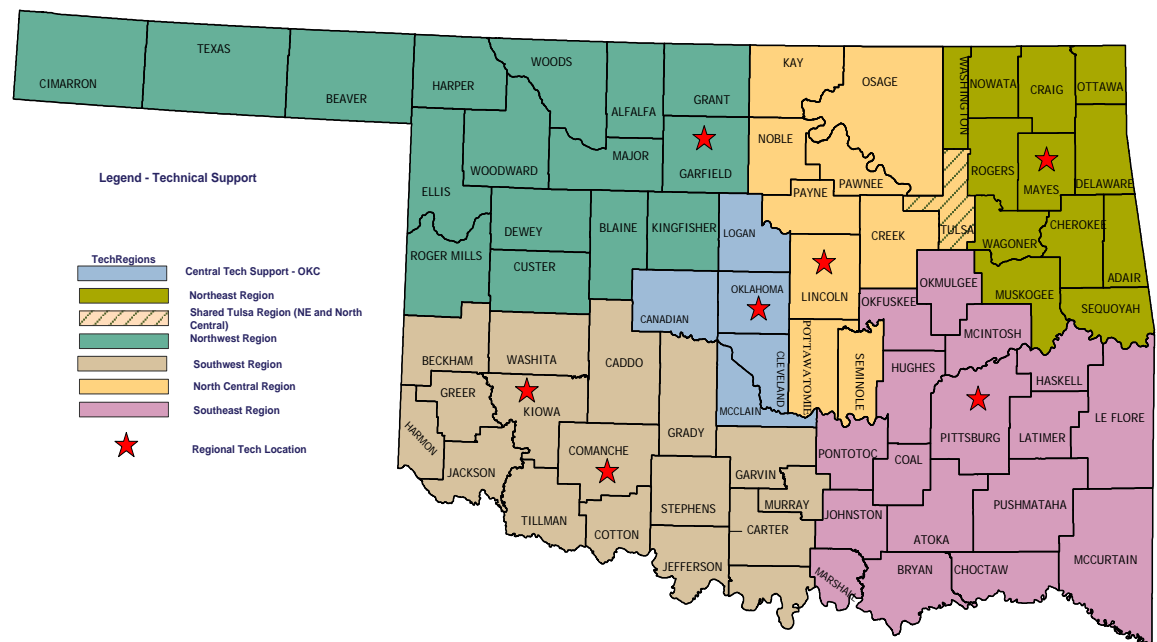 CIMARRON
TEXAS
BEAVER
HARPER
WOODS
ALFALFA
GRANT
KAY
OSAGE
WASHINGTON
NOWATA
CRAIG
OTTAWA
NOBLE
MAJOR
GARFIELD
WOODWARD
ELLIS
PAYNE
PAWNEE
ROGERS
MAYES
DELAWARE
DEWEY
BLAINE
KINGFISHER
LOGAN
CREEK
TULSA
WAGONER
CHEROKEE
ADAIR
ROGER MILLS
CUSTER
CANADIAN
OKLAHOMA
LINCOLN
OKFUSKEE
OKMULGEE
MUSKOGEE
SEQUOYAH
MCINTOSH
BECKHAM
WASHITA
CADDO
GRADY
MCCLAIN
CLEVELAND
POTTAWATOMIE
SEMINOLE
HUGHES
HASKELL
LE FLORE
GREER
KIOWA
HARMON
JACKSON
COMANCHE
PITTSBURG
LATIMER
PONTOTOC
COAL
GARVIN
STEPHENS
MURRAY
JOHNSTON
PUSHMATAHA
TILLMAN
COTTON
CARTER
ATOKA
JEFFERSON
MARSHALL
BRYAN
CHOCTAW
MCCURTAIN
Legend - Technical Support
TechRegions
Central Tech Support - OKC
Northeast Region
Shared Tulsa Region (NE and North
Central)
Northwest Region
Southwest Region
North Central Region
Southeast Region
Regional Tech Location